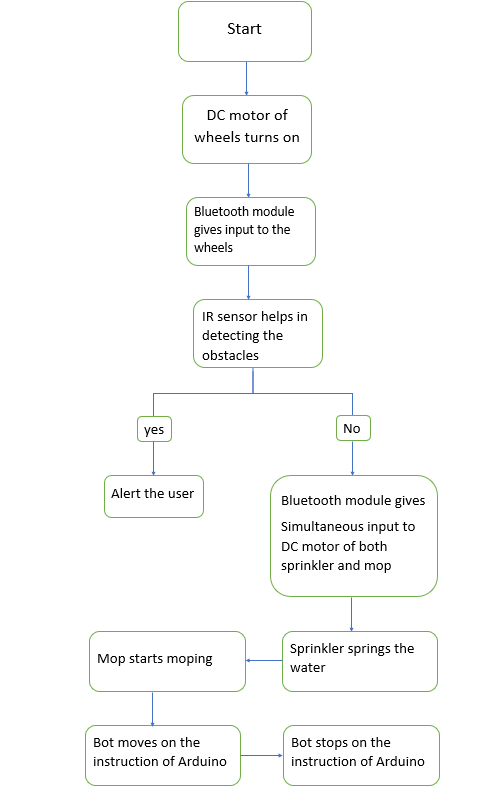 Start
DC motor of
wheels turns on
Bluetooth module
gives input to the
wheels
IR sensor helps in
detecting the
obstacles
yes
No
Alert the user
Bluetooth module gives
Simultaneous input to
DC motor of both
sprinkler and mop
Sprinkler springs the
water
Mop starts moping
Bot moves on the
instruction of Arduino
Bot stops on the
instruction of Arduino